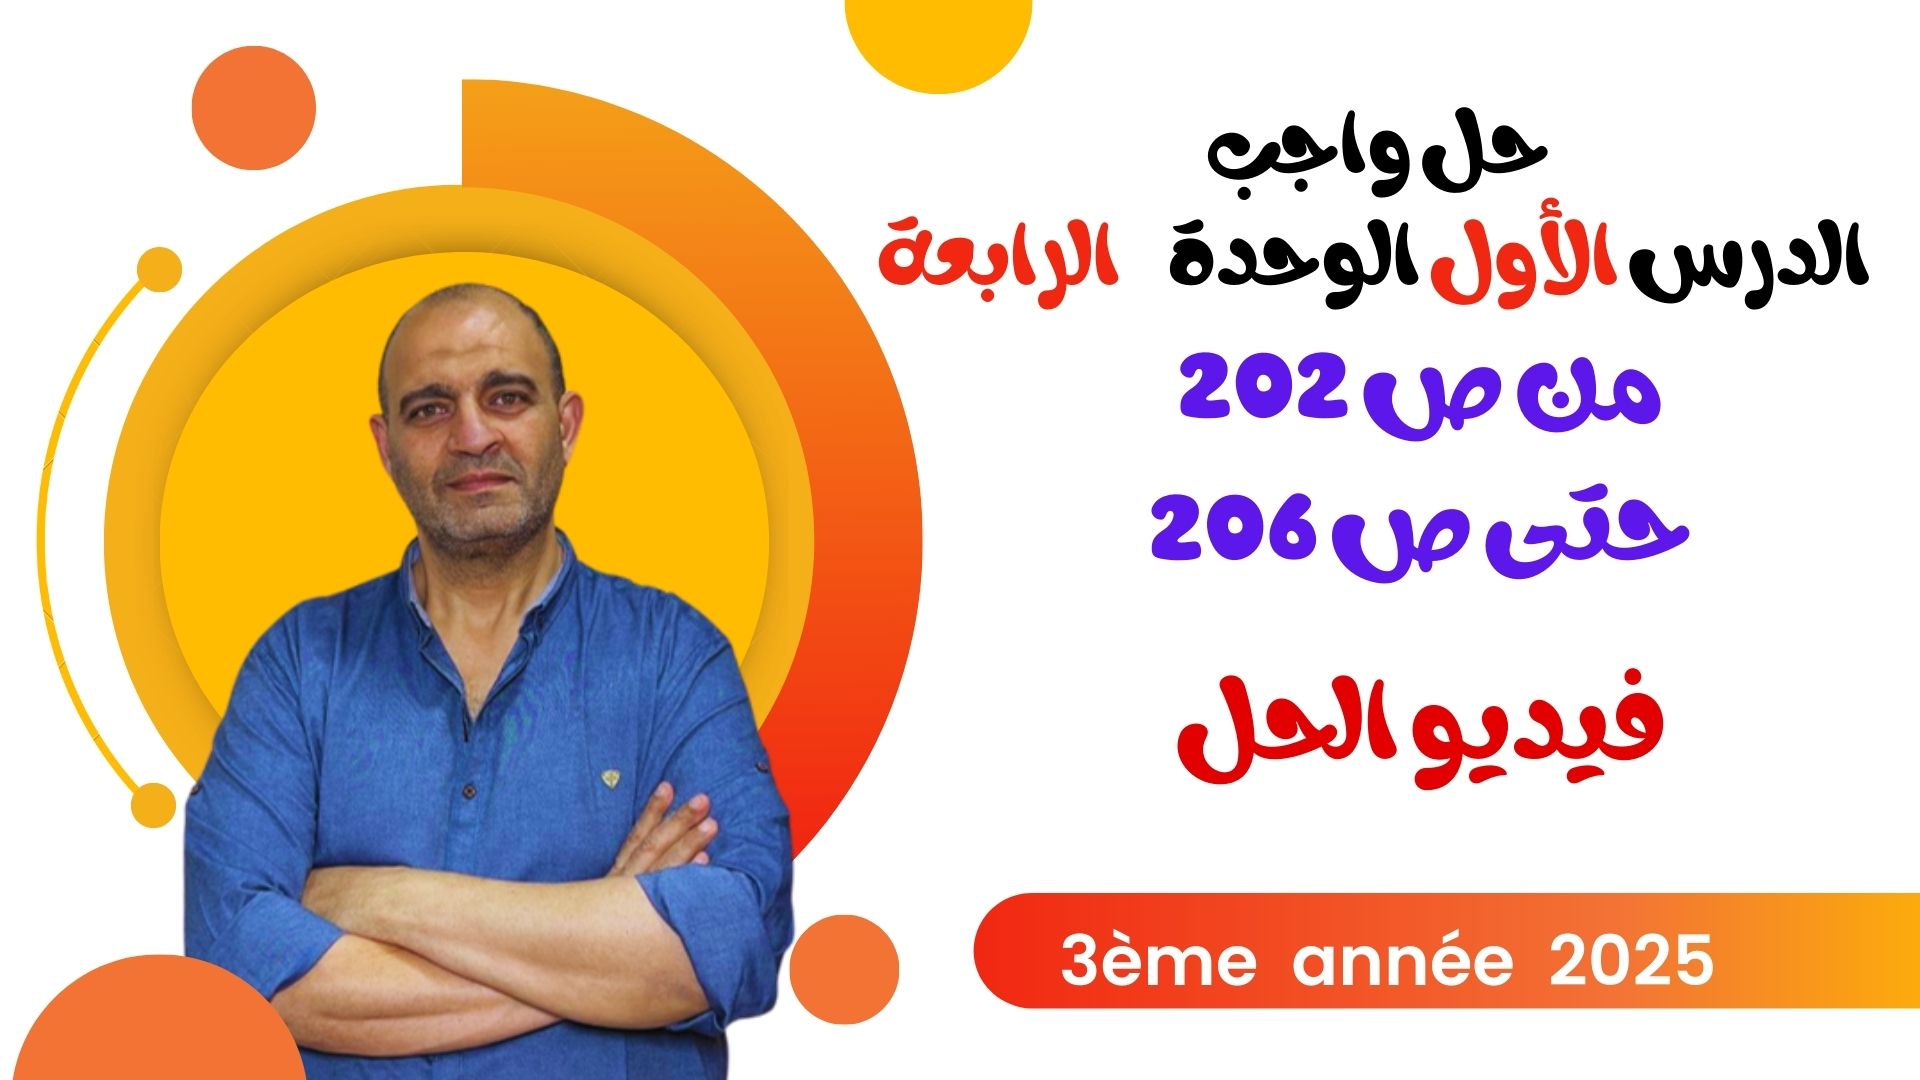 حل واجب
الدرس الأول الوحدة الرابعة
من ص 202
حتى ص 206
فيديو الحل
3ème année 2025